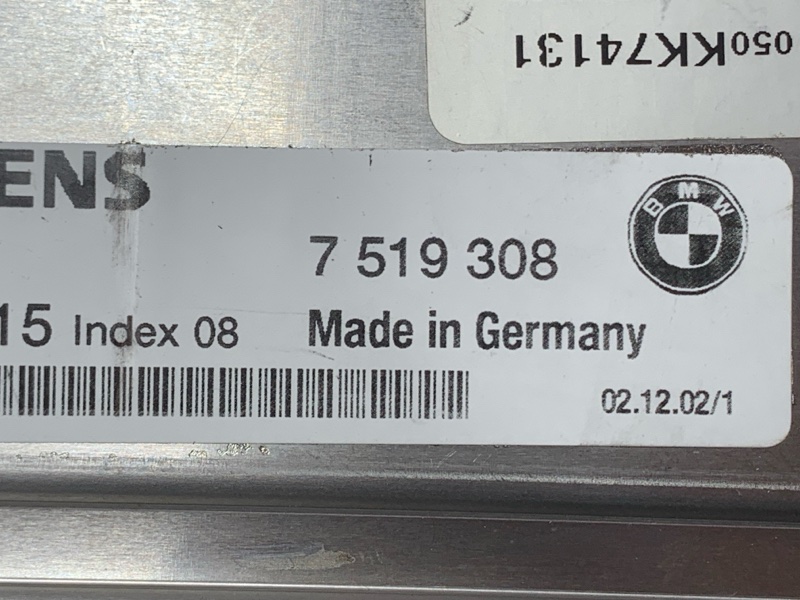 050KK74131
ENS
BMW
7 519 308
15 Index 08 Made in Germany
02.12.02/1